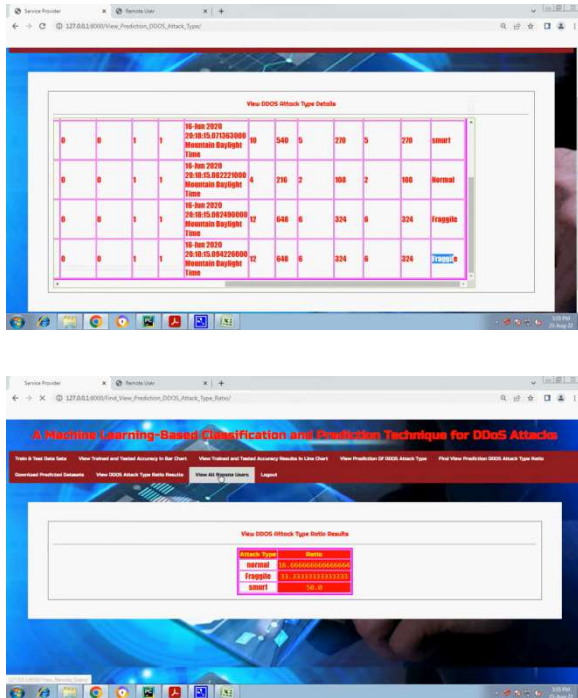 Service Provider
Remote User
127.0.0.1:8000/View_Prediction_DDOS_Attack_Type/
View DDOS Attack Type Details
0 0 1 1 16-Jun 2020 20:18:15.071363000 Mountain Daylight Time 10 540 5 270 5 270 smurf
0 0 1 1 16-Jun 2020 20:18:15.082221000 Mountain Daylight Time 4 216 2 108 2 108 Normal
0 0 1 1 16-Jun 2020 20:18:15.082490000 Mountain Daylight Time 12 648 6 324 6 324 Fraggile
0 0 1 1 16-Jun 2020 20:18:15.094226000 Mountain Daylight Time 12 648 6 324 6 324 Fraggile
Service Provider
Remote User
127.0.0.1:8000/Find_View_Prediction_DDOS_Attack_Type_Ratio/
A Machine Learning-Based Classification and Prediction Technique for DDoS Attacks
Train & Test Data Sets View Trained and Tested Accuracy in Bar Chart View Trained and Tested Accuracy Results in Line Chart View Prediction Of DDOS Attack Type Find View Prediction DDOS Attack Type Ratio
Download Predicted Datasets View DDOS Attack Type Ratio Results View All Remote Users Logout
View DDOS Attack Type Ratio Results
Attack Type Ratio
normal 16.666666666666664
Fraggile 33.33333333333333
smurf 50.0